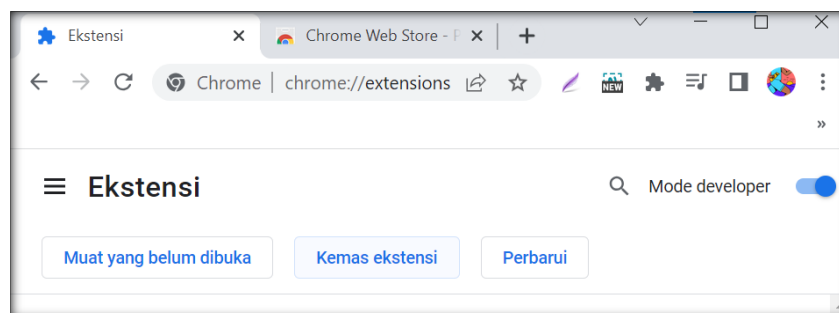 Ekstensi
Chrome Web Store - P
Chrome | chrome://extensions
NEW
»
Ekstensi
Mode developer
Muat yang belum dibuka
Kemas ekstensi
Perbarui